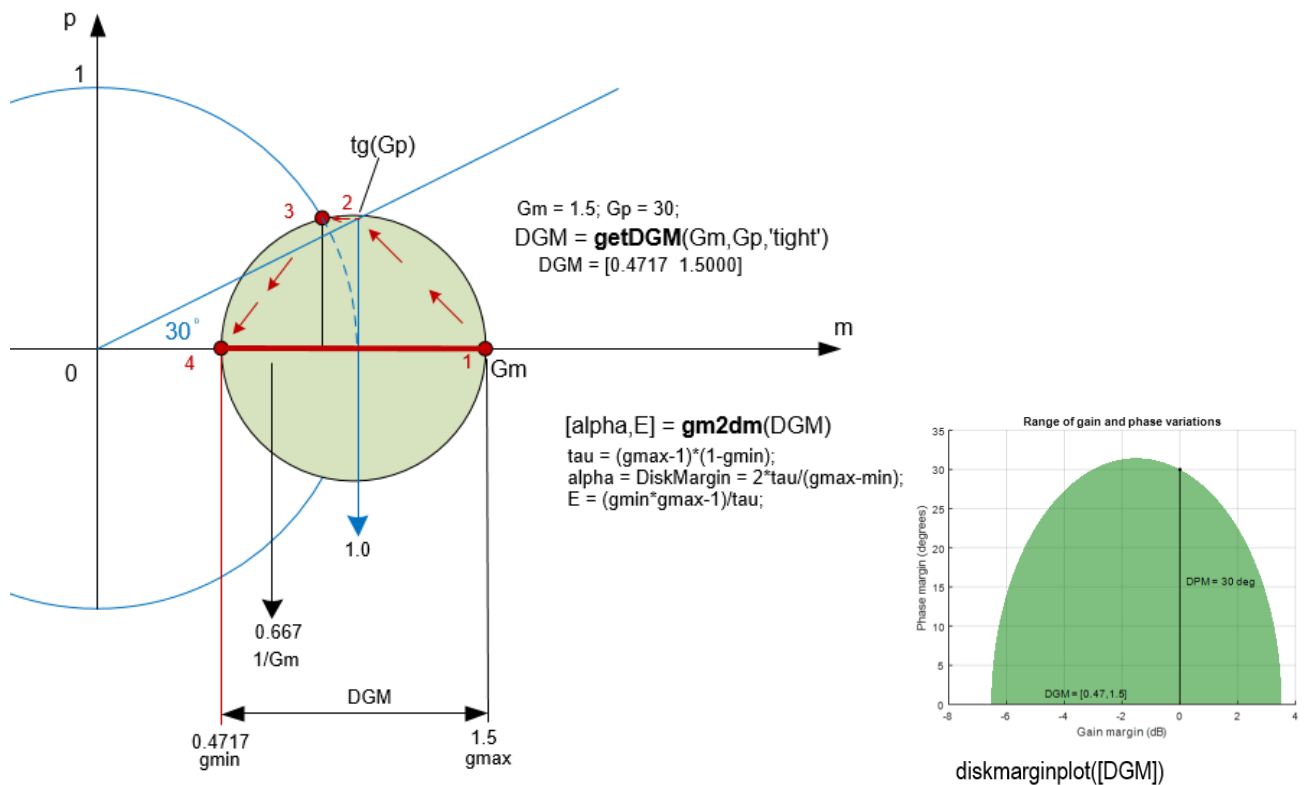 p
1
tg(Gp)
3
2
Gm = 1.5; Gp = 30;
DGM = getDGM(Gm,Gp,'tight')
DGM = [0.4717 1.5000]
30°
m
0
4
1
Gm
[alpha,E] = gm2dm(DGM)
tau = (gmax-1)*(1-gmin);
alpha = DiskMargin = 2*tau/(gmax-min);
E = (gmin*gmax-1)/tau;
1.0
0.667
1/Gm
DGM
0.4717
gmin
1.5
gmax
Range of gain and phase variations
Phase margin (degrees)
35
30
25
20
15
10
5
0
DPM = 30 deg
DGM = [0.47,1.5]
-8 -6 -4 -2 0 2 4
Gain margin (dB)
diskmarginplot([DGM])